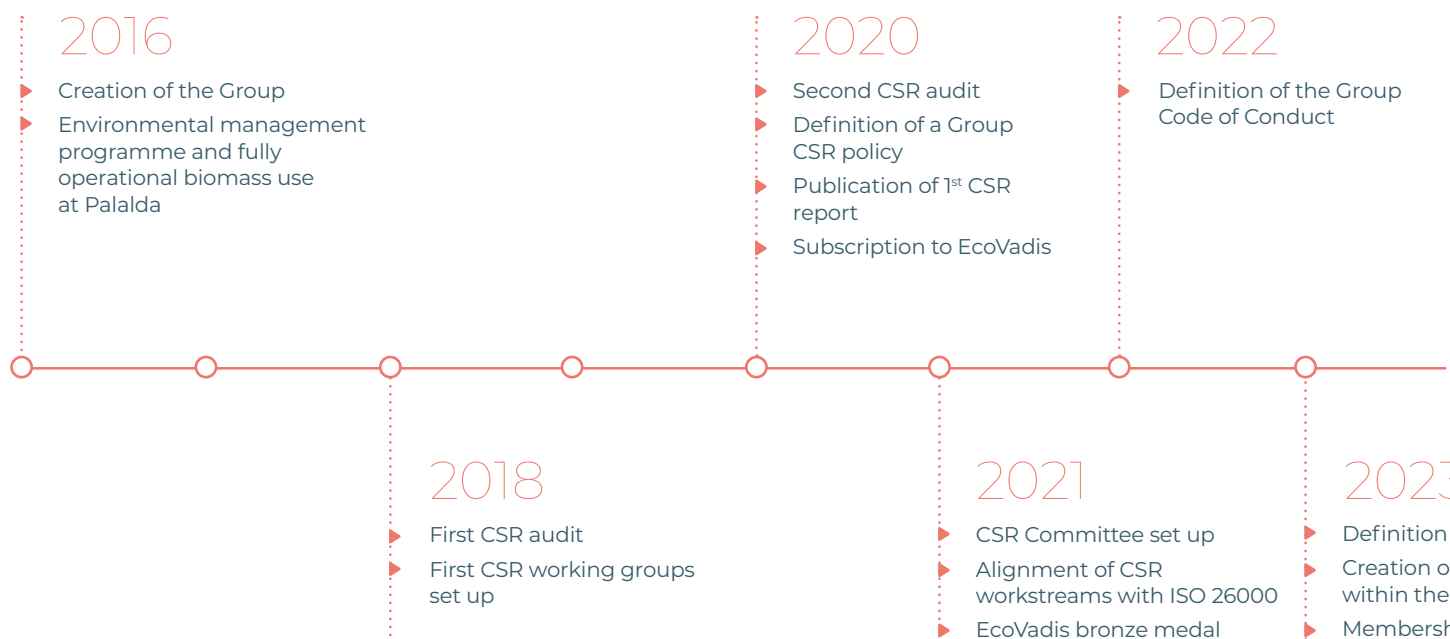 2016
Creation of the Group
Environmental management
programme and fully
operational biomass use
at Palalda
2020
Second CSR audit
Definition of a Group
CSR policy
Publication of 1st CSR
report
Subscription to EcoVadis
2022
Definition of the Group
Code of Conduct
2018
First CSR audit
First CSR working groups
set up
2021
CSR Committee set up
Alignment of CSR
workstreams with ISO 26000
EcoVadis bronze medal
2023
Definition
Creation
within the